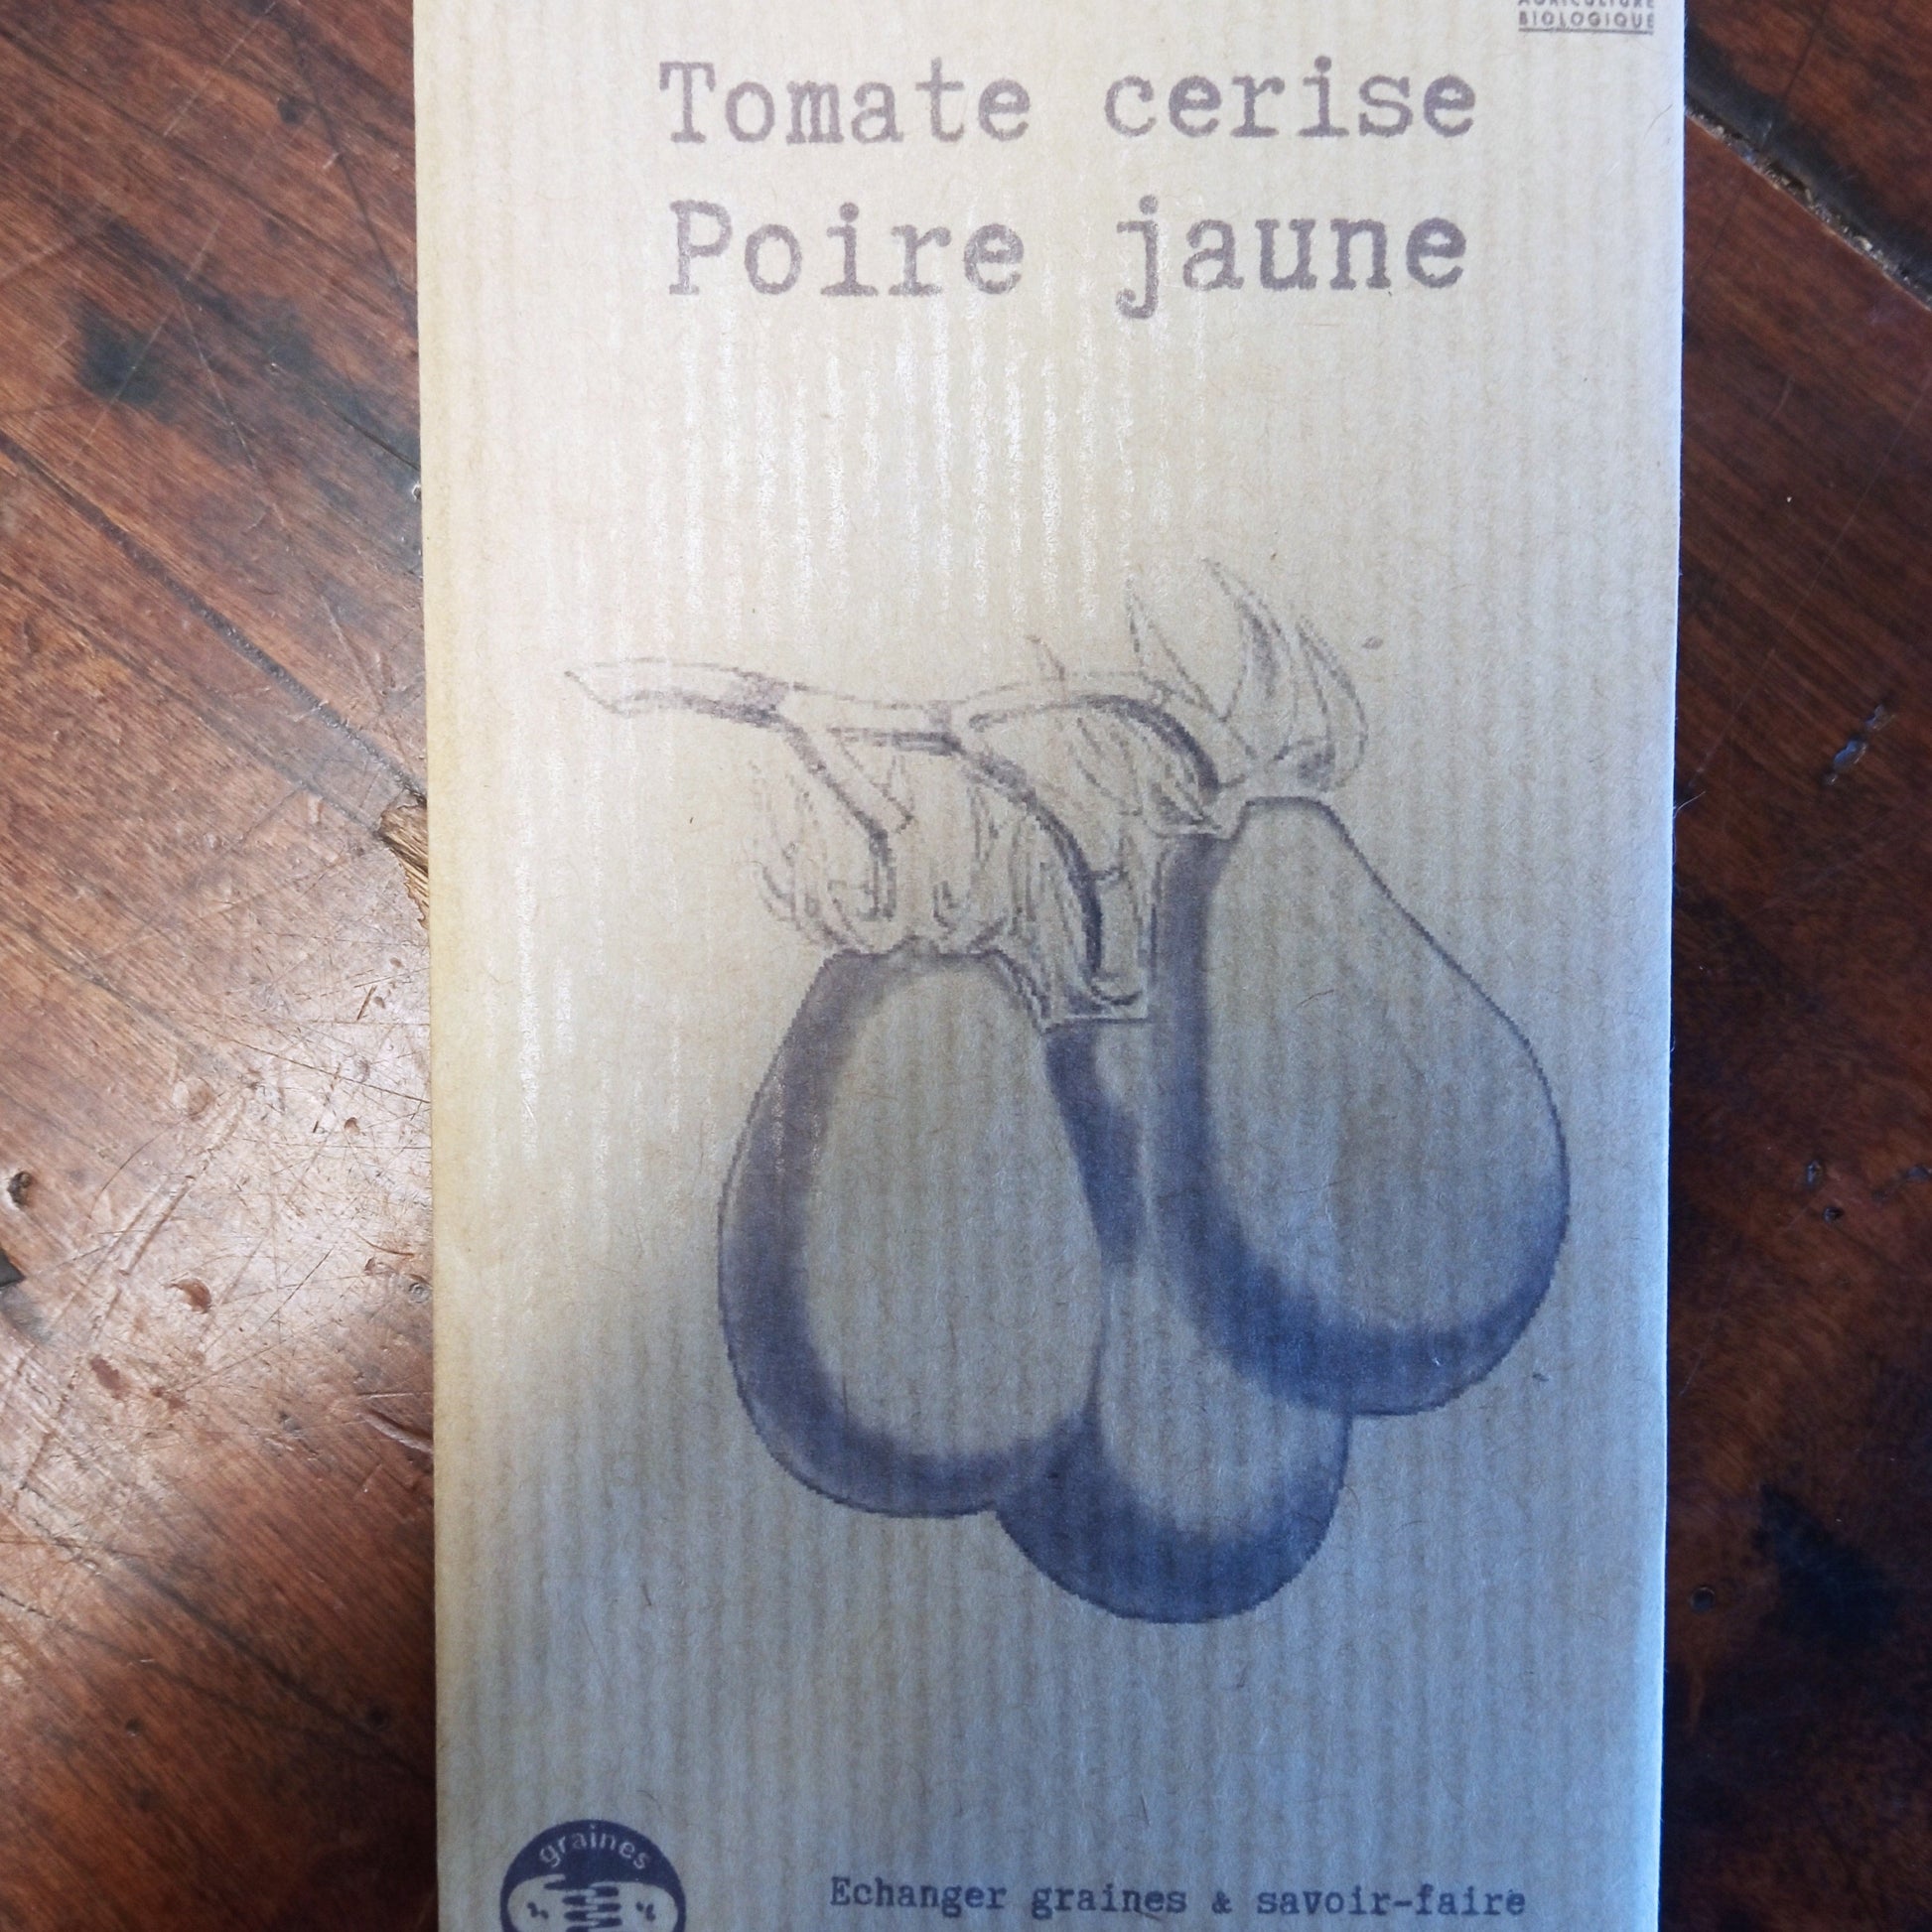 AGRICULTURE
BIOLOGIQUE
Tomate cerise
Poire jaune
graines
Echanger graines & savoir-faire